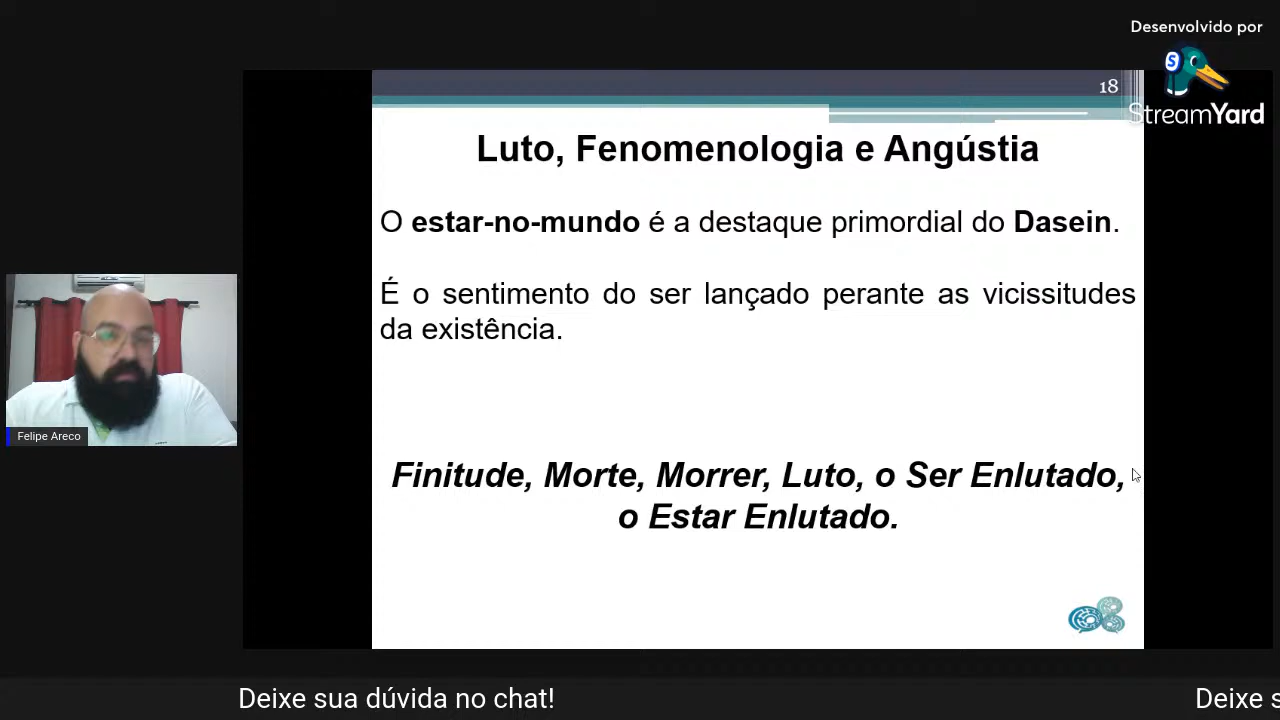 Desenvolvido por
StreamYard
18
Luto, Fenomenologia e Angústia
O estar-no-mundo é a destaque primordial do Dasein.
É o sentimento do ser lançado perante as vicissitudes
da existência.
Finitude, Morte, Morrer, Luto, o Ser Enlutado,
o Estar Enlutado.
Felipe Areco
Deixe sua dúvida no chat!
Deixe s